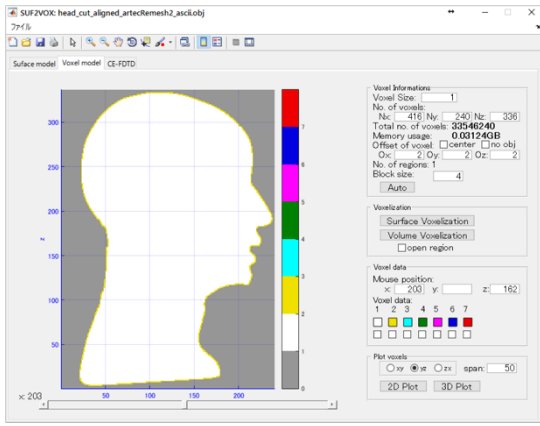 SUF2VOX: head_cut_aligned_artecRemesh2_ascii.obj
ファイル
Suface model Voxel model CE-FDTD
300
250
200
150
100
50
z
50 100 150 200
7
6
5
4
3
2
1
0
x: 203
Voxel Informations
Voxel Size: 1
No. of voxels:
Nx: 416 Ny: 240 Nz: 336
Total no. of voxels: 33546240
Memory usage: 0.03124GB
Offset of voxel: center no obj
Ox: 2 Oy: 2 Oz: 2
No. of regions: 1
Block size: 4
Auto
Voxelization
Surface Voxelization
Volume Voxelization
open region
Voxel data
Mouse position:
x: 203 y: z: 162
Voxel data:
1 2 3 4 5 6 7
Plot voxels
xy yz zx span: 50
2D Plot 3D Plot